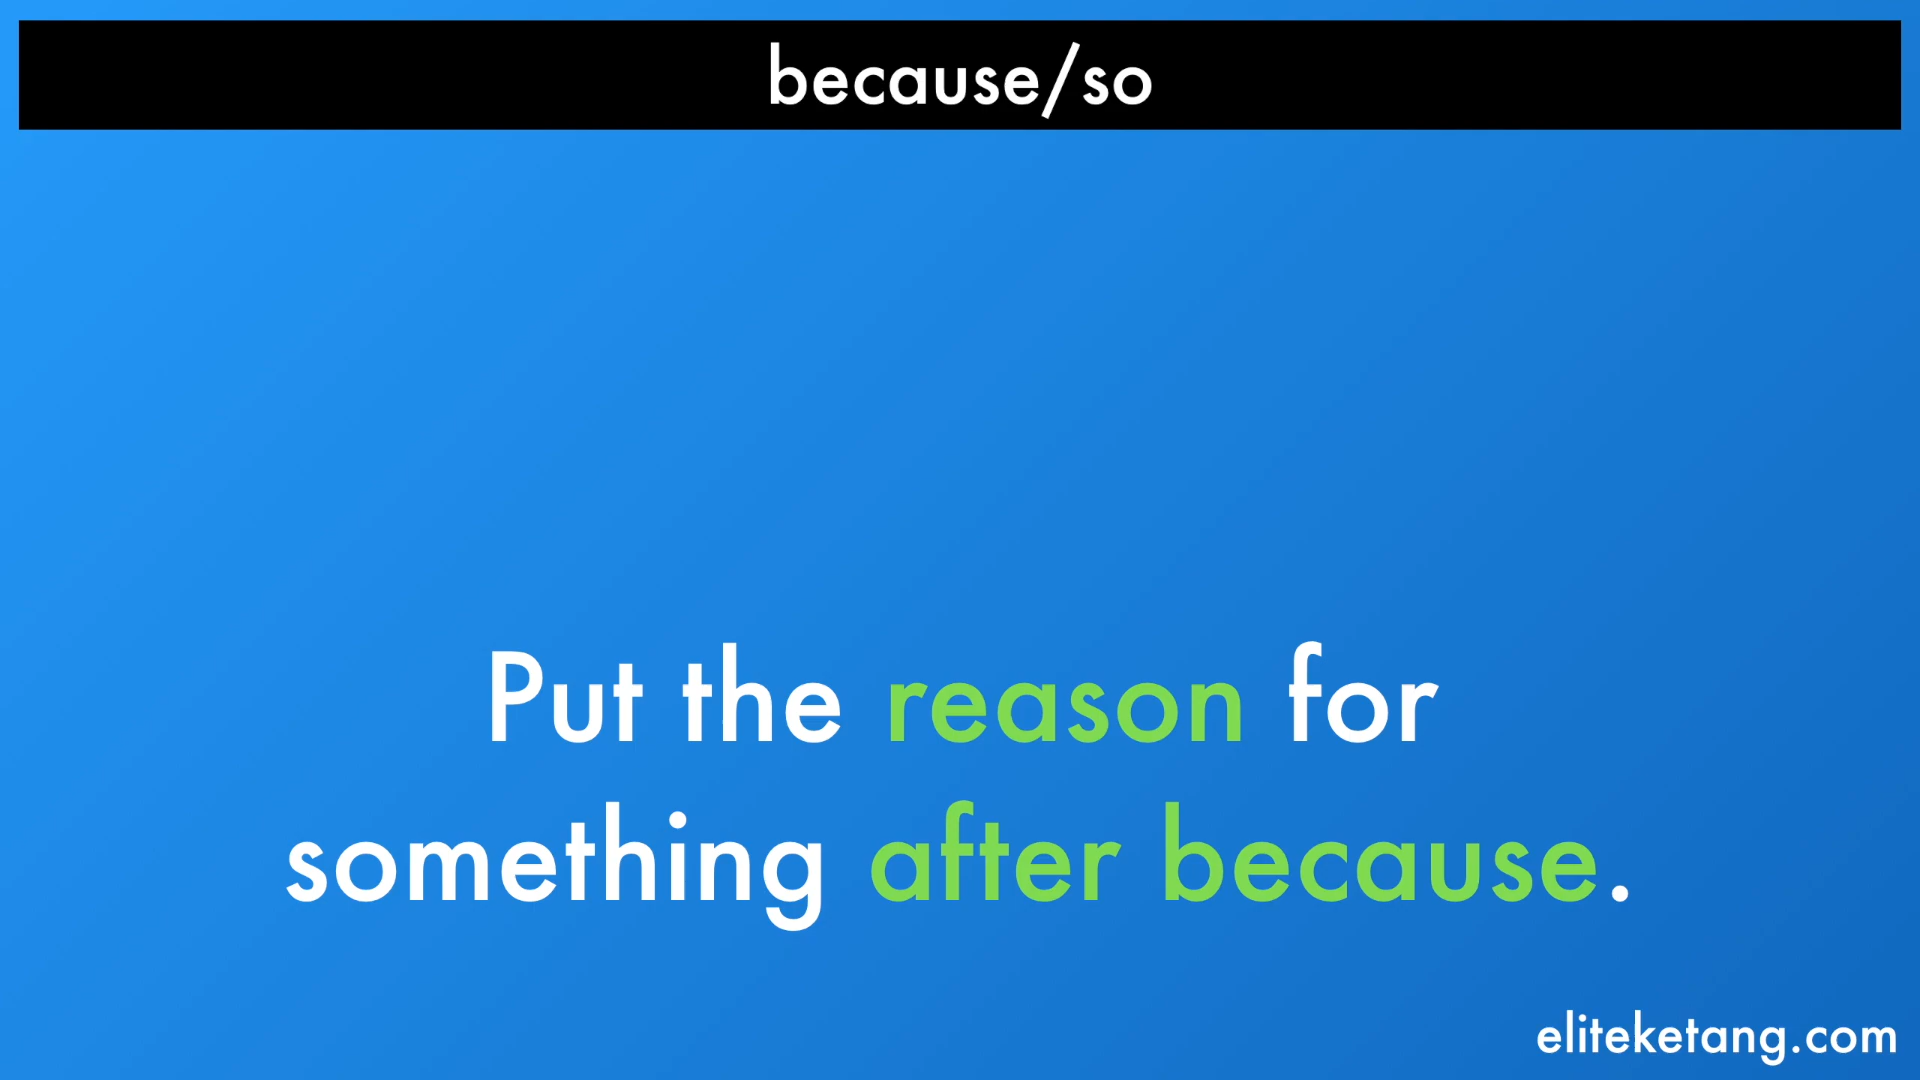 because/so
Put the reason for
something after because.
eliteketang.com